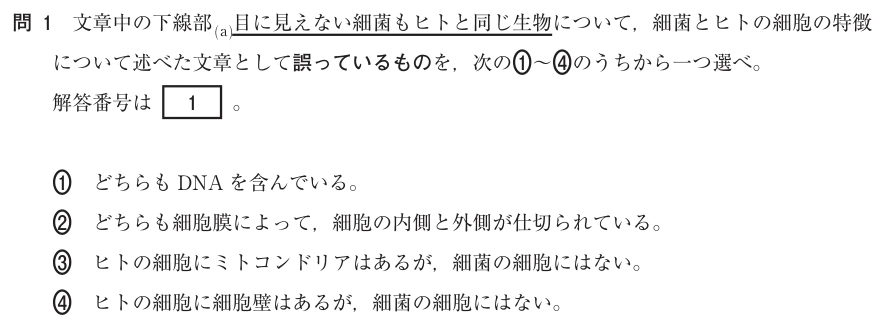 問 1　文章中の下線部(a)目に見えない細菌もヒトと同じ生物について，細菌とヒトの細胞の特徴
について述べた文章として誤っているものを，次の①～④のうちから一つ選べ。
解答番号は 1 。
①　どちらも DNA を含んでいる。
②　どちらも細胞膜によって，細胞の内側と外側が仕切られている。
③　ヒトの細胞にミトコンドリアはあるが，細菌の細胞にはない。
④　ヒトの細胞に細胞壁はあるが，細菌の細胞にはない。